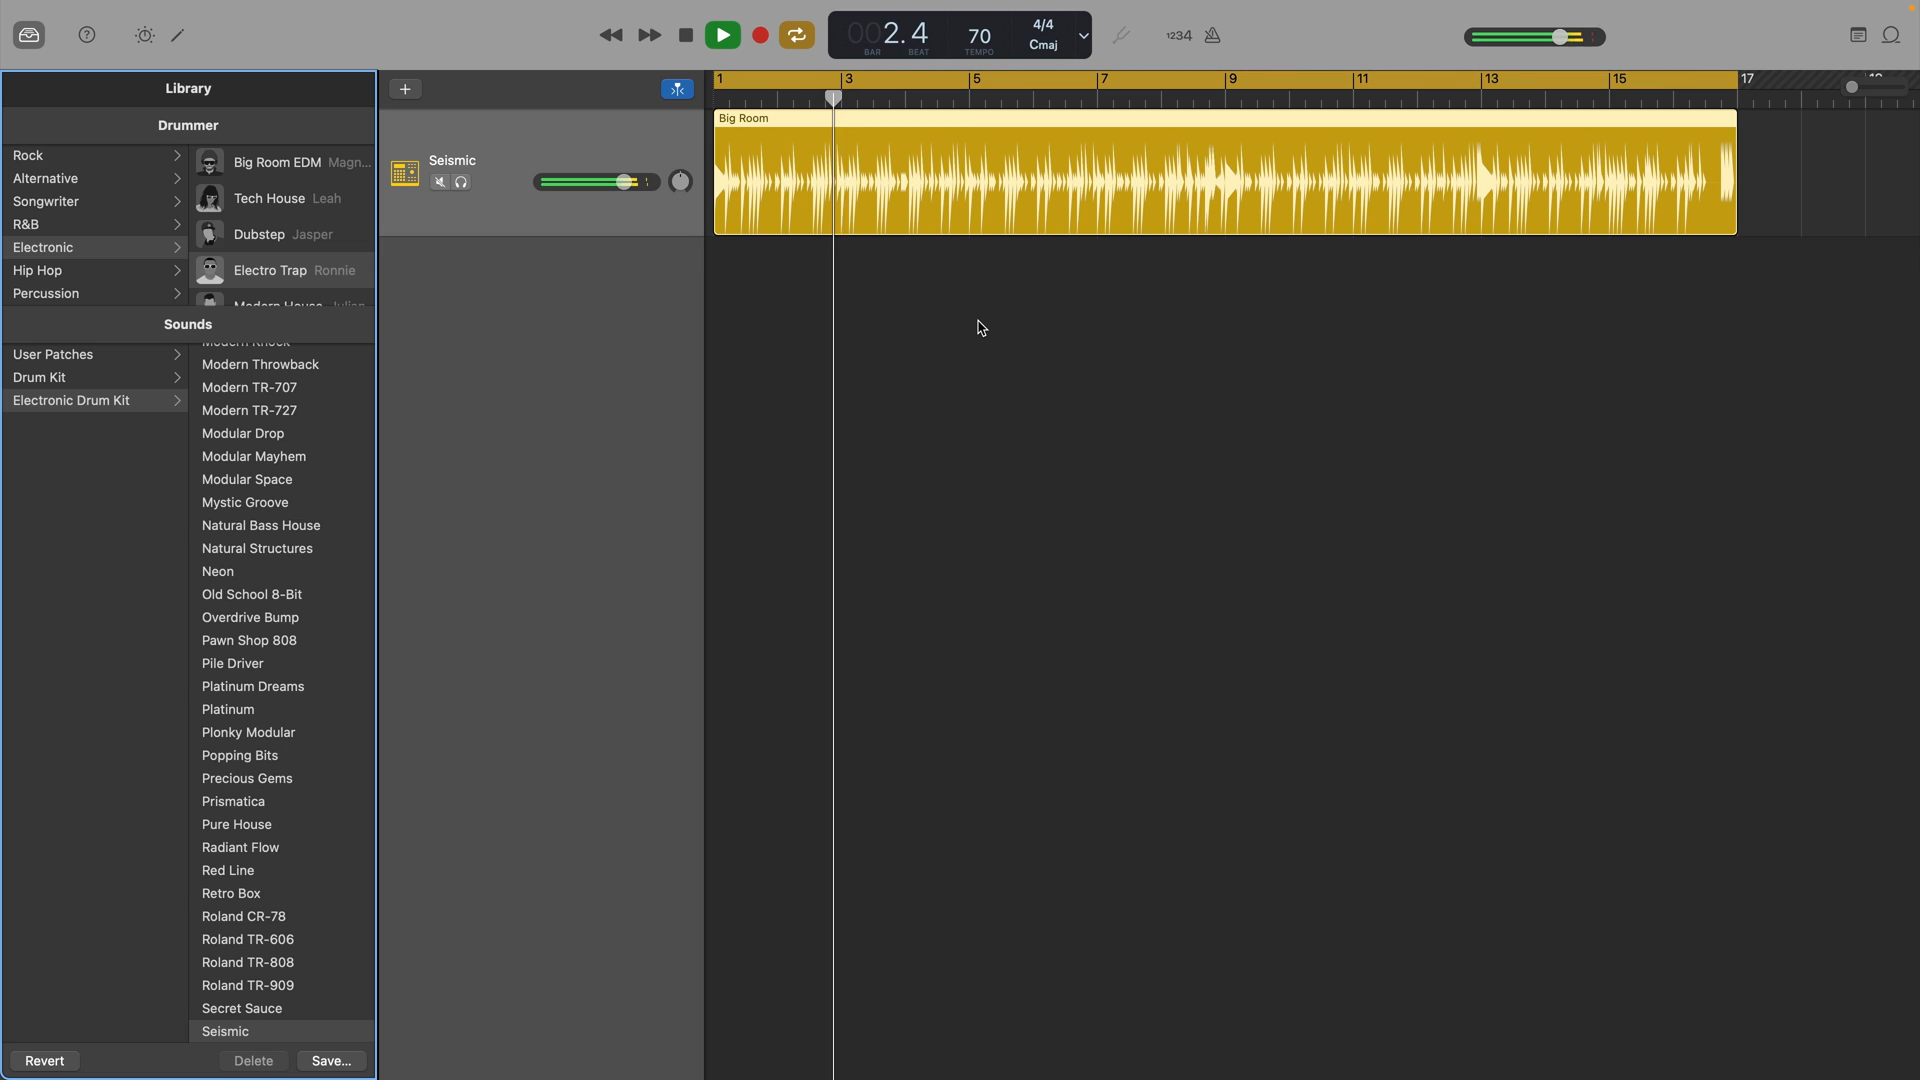 002.4
BAR BEAT
70
TEMPO
4/4
Cmaj
1234
Library
Drummer
Rock
Alternative
Songwriter
R&B
Electronic
Hip Hop
Percussion
Big Room EDM Magn...
Tech House Leah
Dubstep Jasper
Electro Trap Ronnie
Modern House Julian
Sounds
User Patches
Drum Kit
Electronic Drum Kit
Modern Knock
Modern Throwback
Modern TR-707
Modern TR-727
Modular Drop
Modular Mayhem
Modular Space
Mystic Groove
Natural Bass House
Natural Structures
Neon
Old School 8-Bit
Overdrive Bump
Pawn Shop 808
Pile Driver
Platinum Dreams
Platinum
Plonky Modular
Popping Bits
Precious Gems
Prismatica
Pure House
Radiant Flow
Red Line
Retro Box
Roland CR-78
Roland TR-606
Roland TR-808
Roland TR-909
Secret Sauce
Seismic
Revert
Delete
Save...
Seismic
1 3 5 7 9 11 13 15 17
Big Room